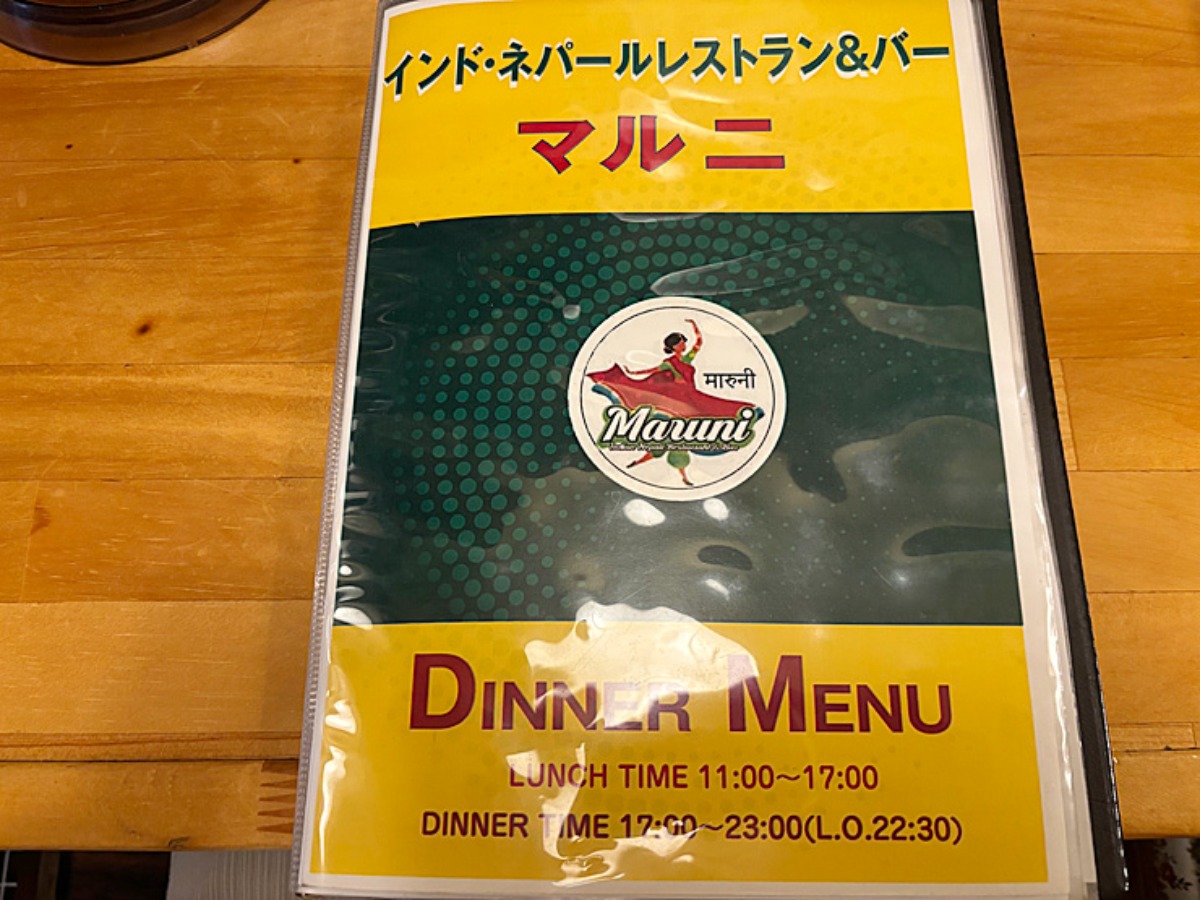 インド・ネパールレストラン&バー
マルニ
मारुनी
Maruni
DINNER MENU
LUNCH TIME 11:00～17:00
DINNER TIME 17:00～23:00(L.O.22:30)